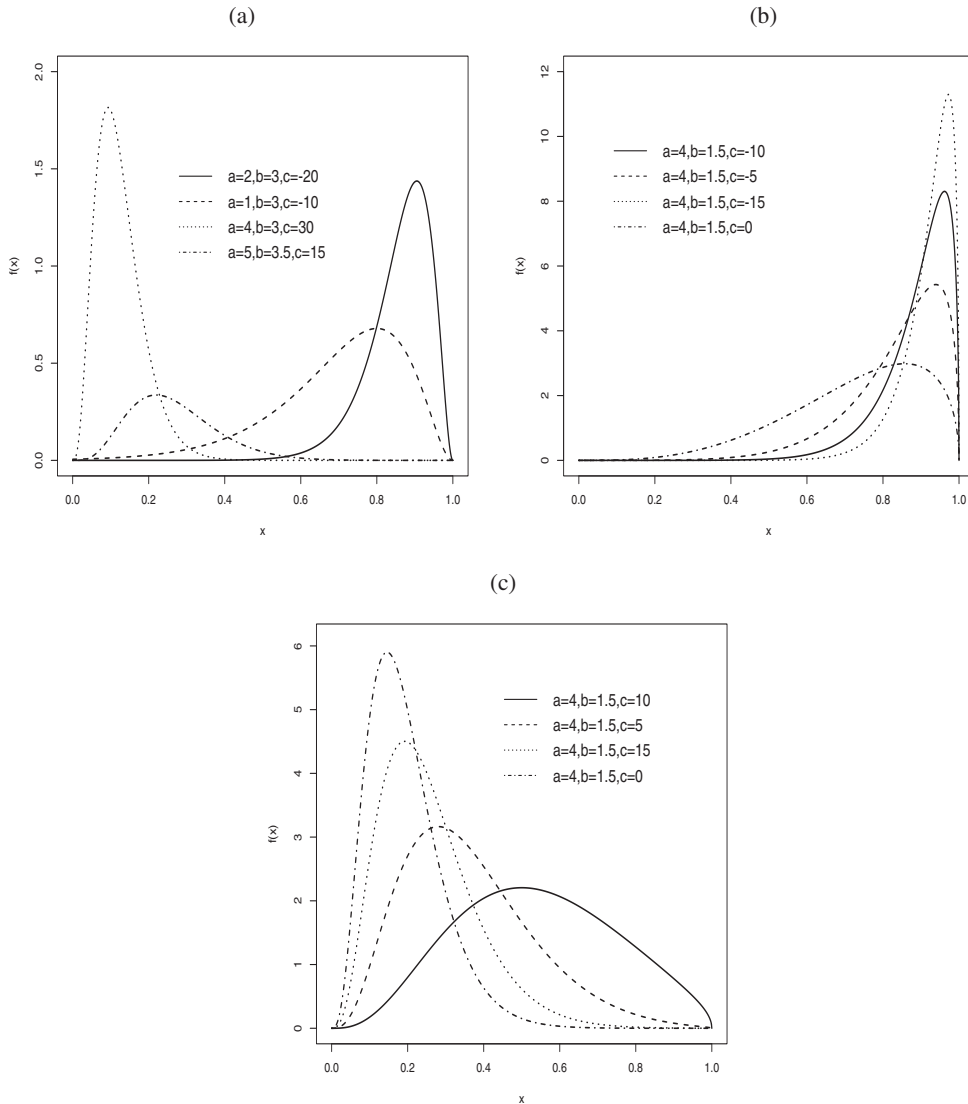 (a)
2.0
1.5
1.0
0.5
0.0
f(x)
a=2,b=3,c=-20
a=1,b=3,c=-10
a=4,b=3,c=30
a=5,b=3.5,c=15
0.0 0.2 0.4 0.6 0.8 1.0
x
(b)
12
10
8
6
4
2
0
f(x)
a=4,b=1.5,c=-10
a=4,b=1.5,c=-5
a=4,b=1.5,c=-15
a=4,b=1.5,c=0
0.0 0.2 0.4 0.6 0.8 1.0
x
(c)
6
5
4
3
2
1
0
f(x)
a=4,b=1.5,c=10
a=4,b=1.5,c=5
a=4,b=1.5,c=15
a=4,b=1.5,c=0
0.0 0.2 0.4 0.6 0.8 1.0
x